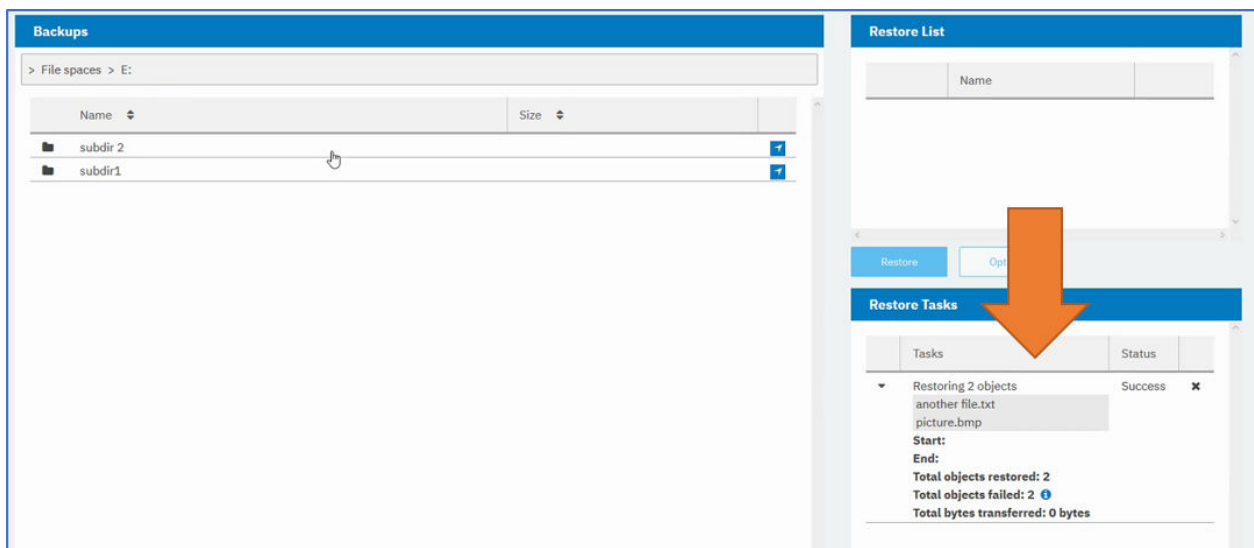 Backups
> File spaces > E:
Name Size
subdir 2
subdir1
Restore List
Name
Restore
Restore Tasks
Tasks Status
Restoring 2 objects Success
another file.txt
picture.bmp
Start:
End:
Total objects restored: 2
Total objects failed: 2
Total bytes transferred: 0 bytes